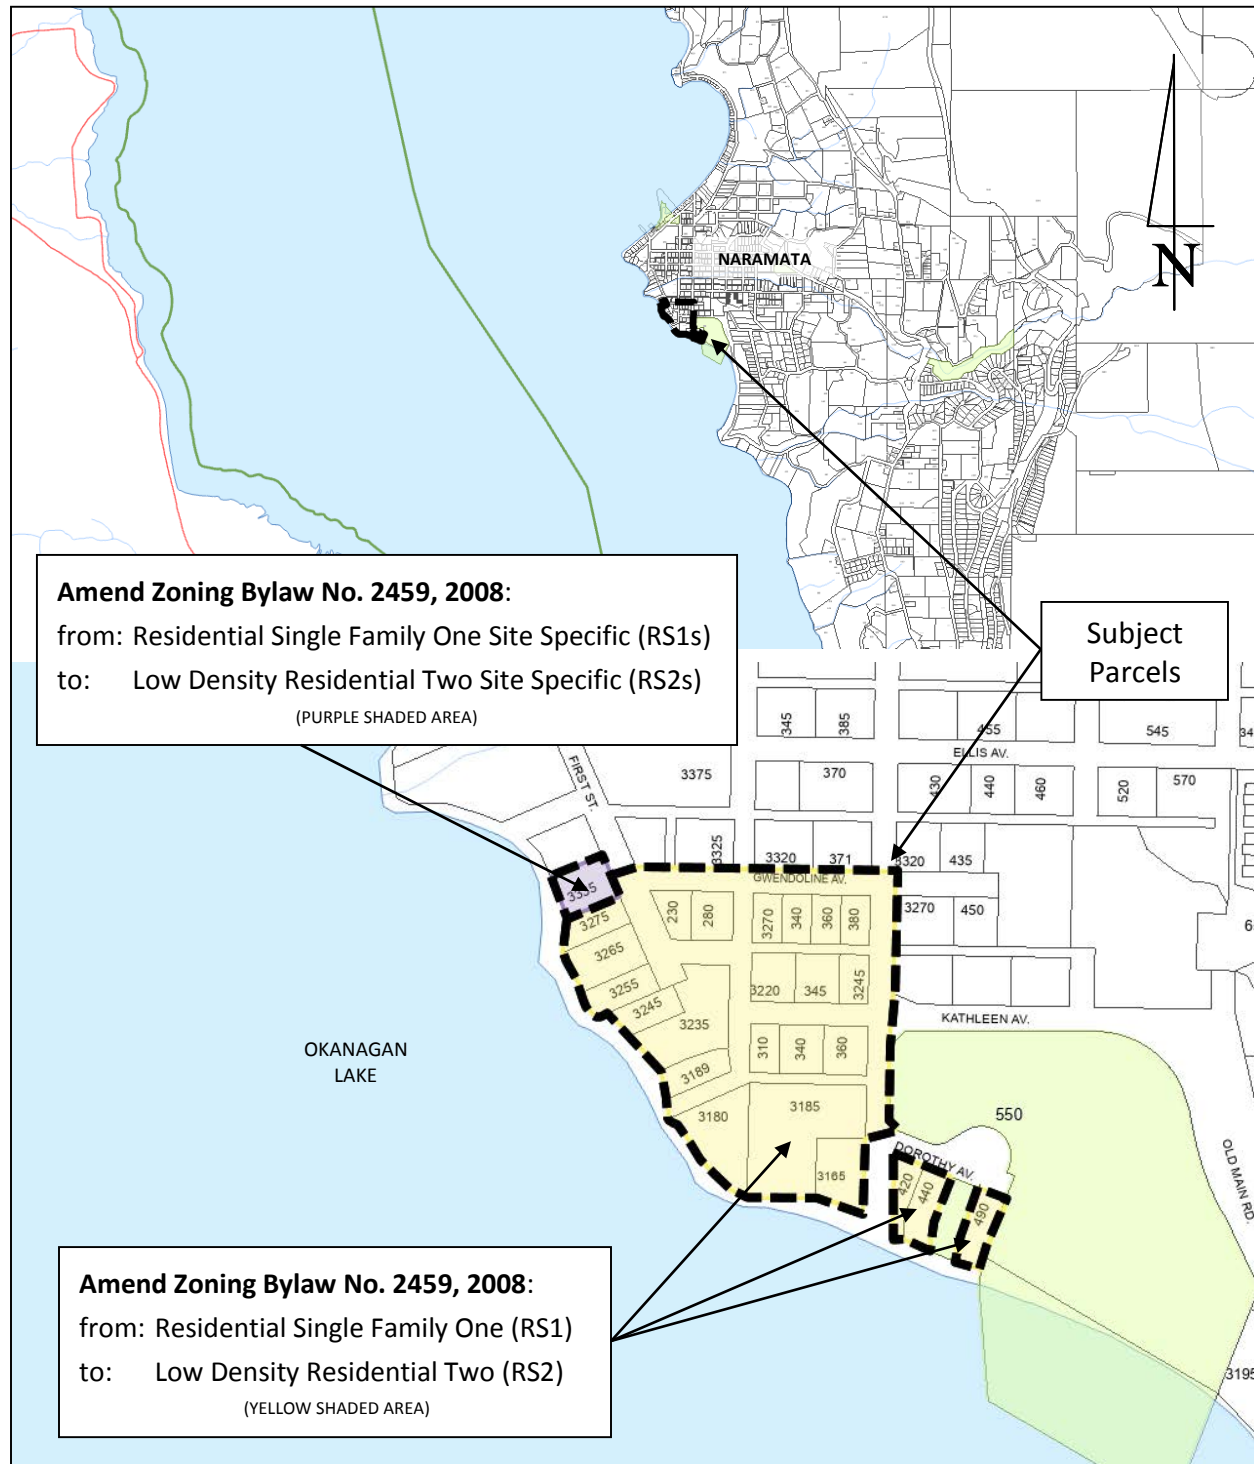 NARAMATA
N
Amend Zoning Bylaw No. 2459, 2008:
from: Residential Single Family One Site Specific (RS1s)
to: Low Density Residential Two Site Specific (RS2s)
(PURPLE SHADED AREA)
Subject
Parcels
345
385
455
545
ELLIS AV.
FIRST ST.
3375
370
430
440
460
520
570
3325
3320
371
3320
435
GWENDOLINE AV.
3335
3275
230
280
3270
340
360
380
3270
450
3265
3255
3245
3220
345
3245
3235
KATHLEEN AV.
310
340
360
OKANAGAN
LAKE
3189
3180
3185
550
3165
DOROTHY AV.
420
440
490
OLD MAIN RD.
3195
Amend Zoning Bylaw No. 2459, 2008:
from: Residential Single Family One (RS1)
to: Low Density Residential Two (RS2)
(YELLOW SHADED AREA)